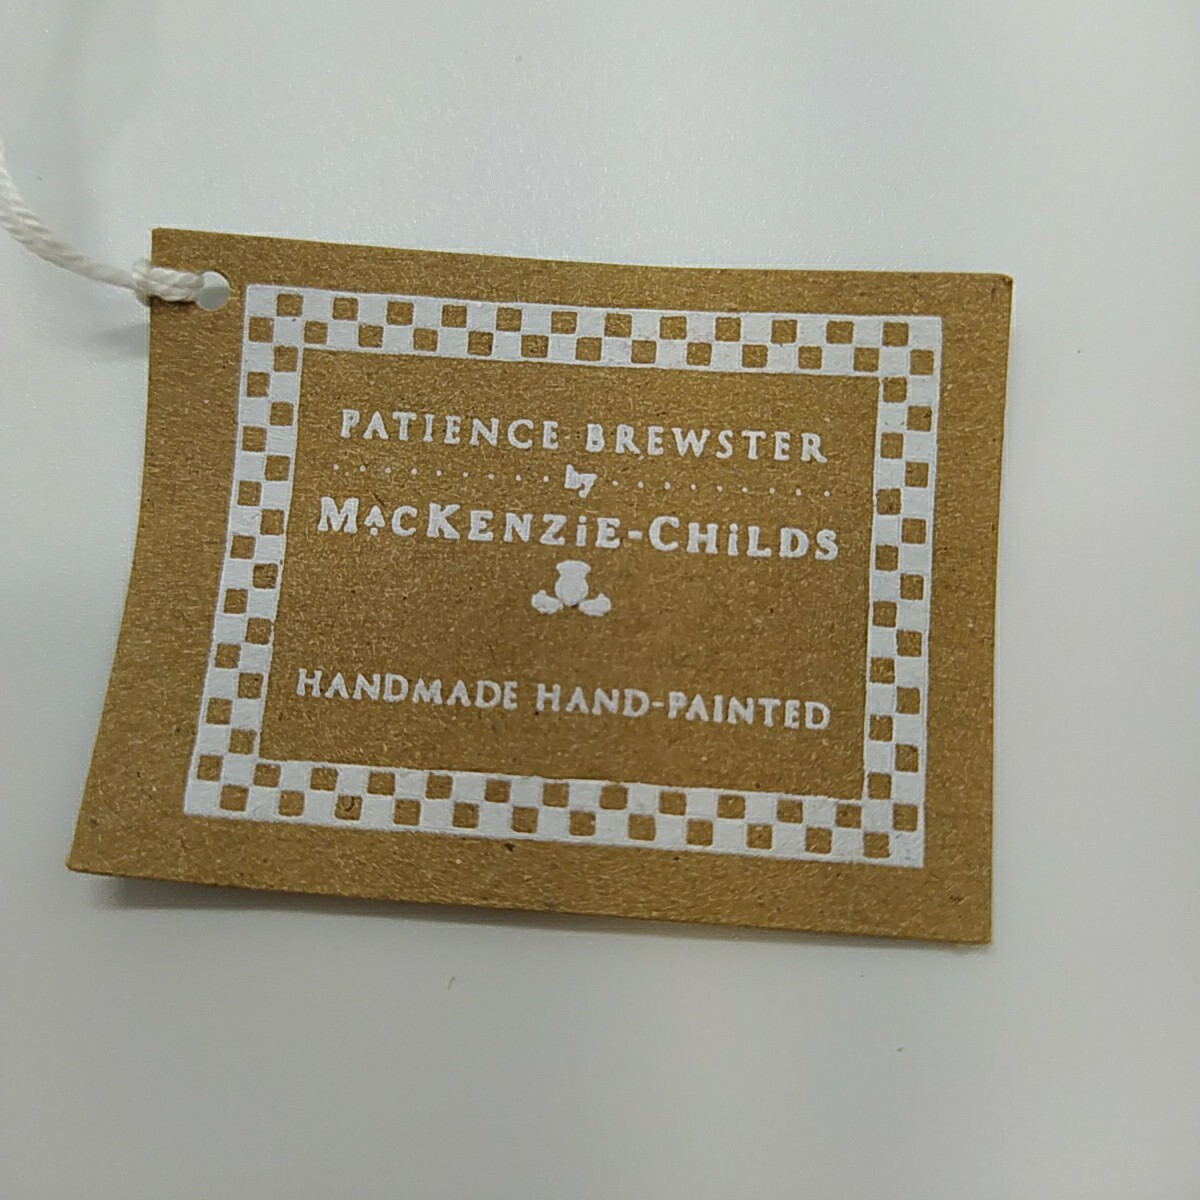 PATIENCE BREWSTER
by
MacKENZiE-CHiLDS
HANDMADE HAND-PAINTED